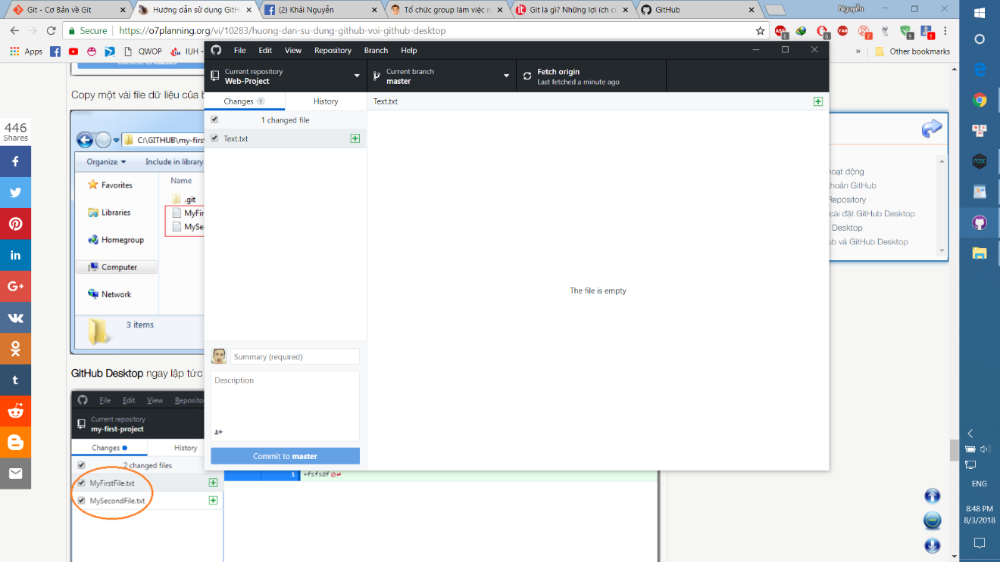 Git - Cơ Bản về Git
Hướng dẫn sử dụng GitH
(2) Khải Nguyễn
Tổ chức group làm việc n
Git là gì? Những lợi ích c
GitHub
Nguyễn
Secure
https://o7planning.org/vi/10283/huong-dan-su-dung-github-voi-github-desktop
Apps
QWOP
IUH -
»
Other bookmarks
File
Edit
View
Repository
Branch
Help
Current repository
Web-Project
Current branch
master
Fetch origin
Last fetched a minute ago
Changes 1
History
Text.txt
1 changed file
Text.txt
The file is empty
Summary (required)
Description
Commit to master
Copy một vài file dữ liệu của b
446
Shares
C:\GITHUB\my-first
Organize
Include in library
Name
Favorites
.git
Libraries
MyFir
MySec
Homegroup
Computer
Network
3 items
GitHub Desktop ngay lập tức
File
Edit
View
Reposito
Current repository
my-first-project
Changes
History
2 changed files
MyFirstFile.txt
MySecondFile.txt
1
+fsfsdf
hoạt động
khoản GitHub
Repository
cài đặt GitHub Desktop
Desktop
ub và GitHub Desktop
ENG
8:48 PM
8/3/2018